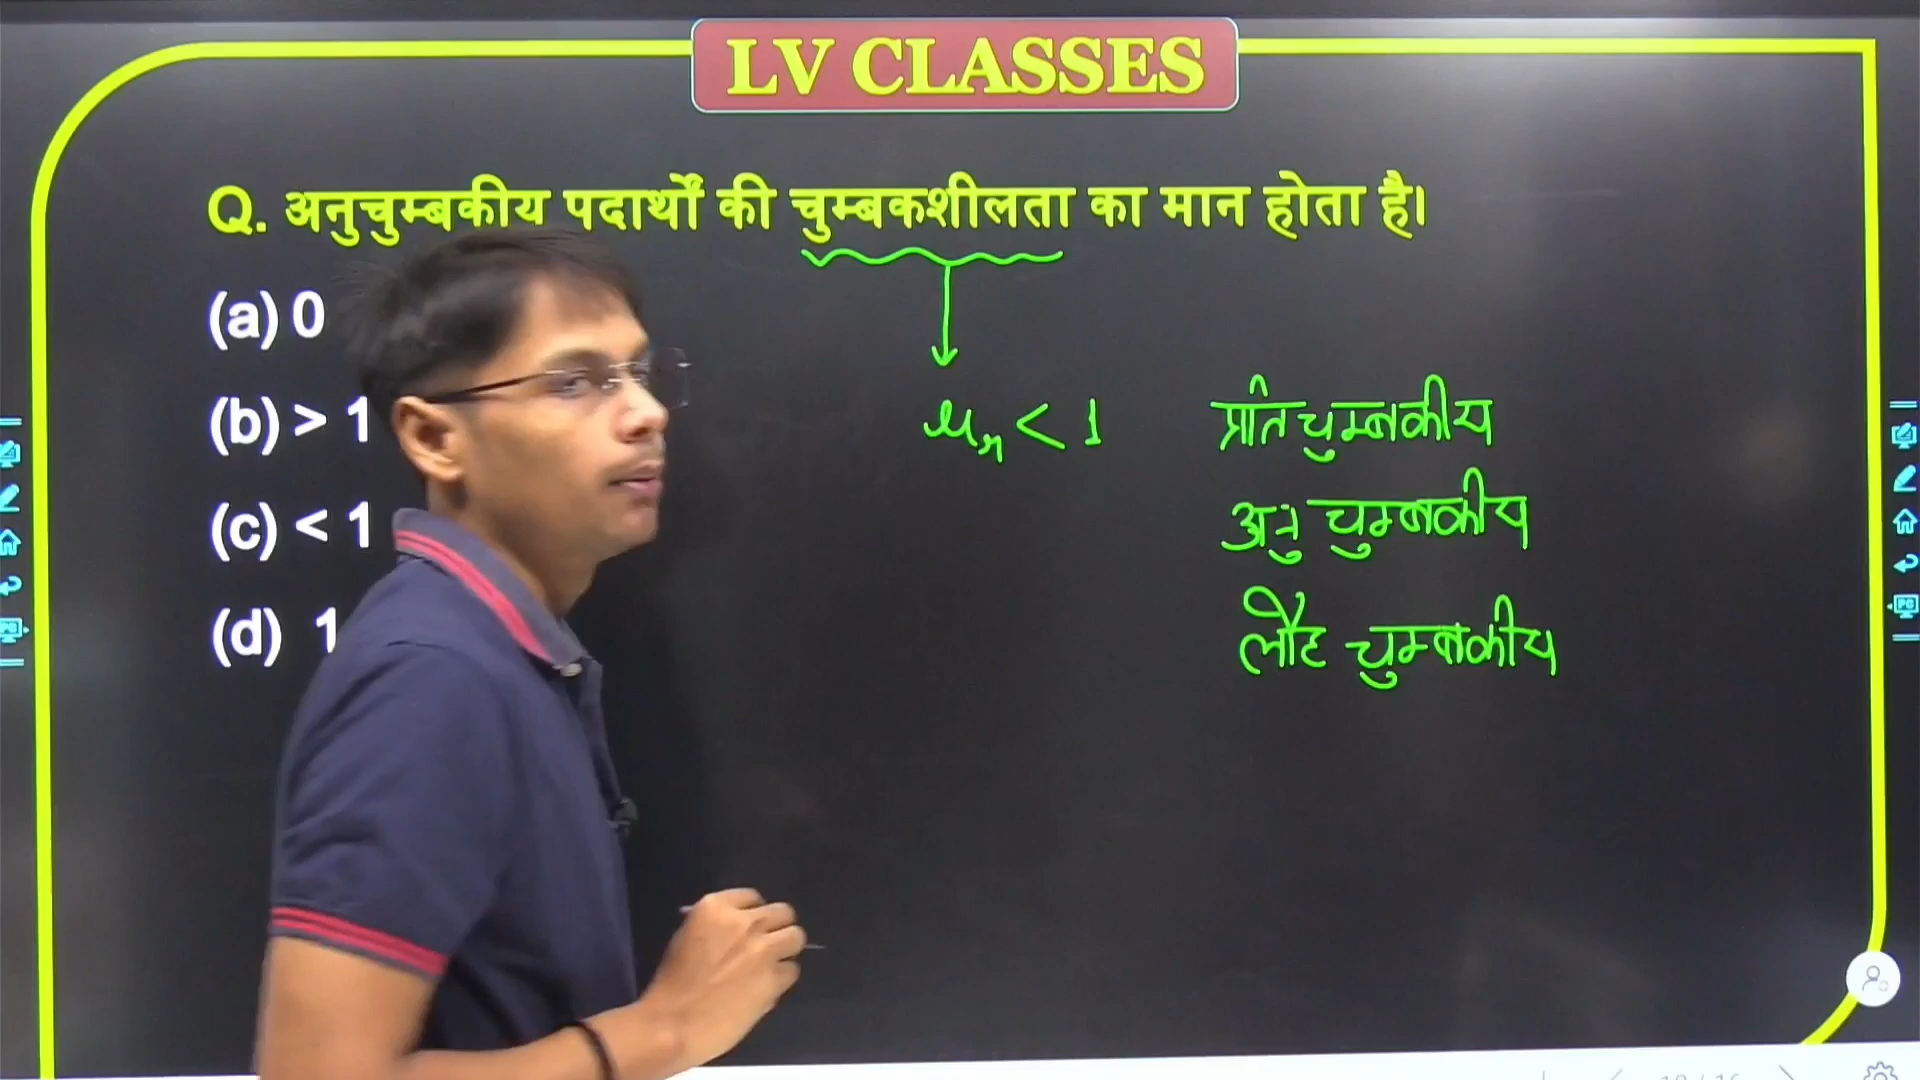 LV CLASSES
Q. अनुचुम्बकीय पदार्थों की चुम्बकशीलता का मान होता है।
(a) 0
(b) > 1
(c) < 1
(d) 1
μr < 1 प्रतिचुम्बकीय
अनु चुम्बकीय
लौह चुम्बकीय